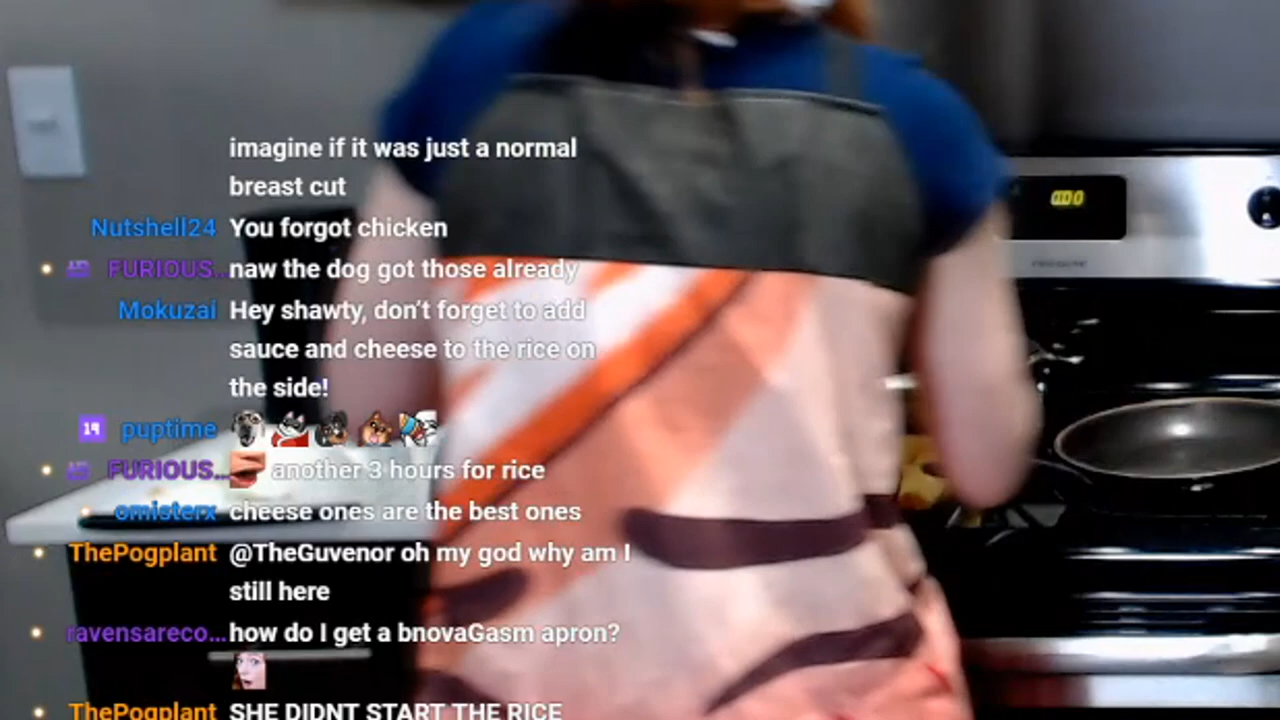 imagine if it was just a normal
breast cut
Nutshell24 You forgot chicken
FURIOUS... naw the dog got those already
Mokuzai Hey shawty, don't forget to add
sauce and cheese to the rice on
the side!
19 puptime
FURIOUS... another 3 hours for rice
omisterx cheese ones are the best ones
ThePogplant @TheGuvenor oh my god why am I
still here
ravensareco... how do I get a bnovaGasm apron?
ThePogplant SHE DIDNT START THE RICE